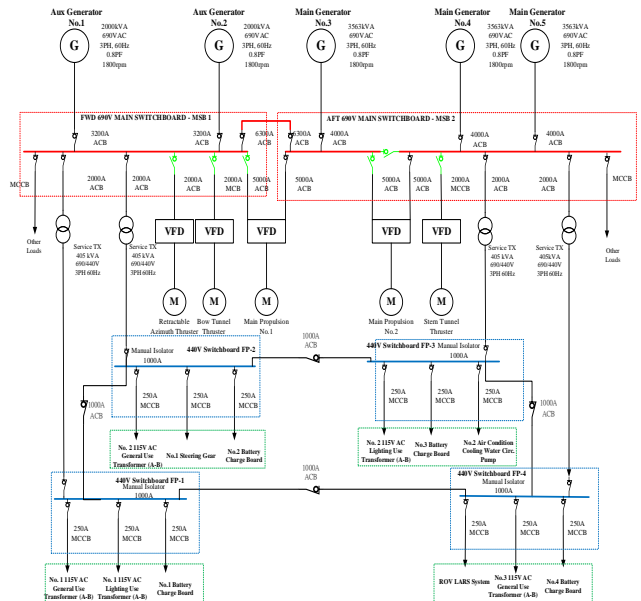 Aux Generator
No.1
2000kVA
690VAC
3PH, 60Hz
0.8PF
1800rpm
G
Aux Generator
No.2
2000kVA
690VAC
3PH, 60Hz
0.8PF
1800rpm
G
Main Generator
No.3
3563kVA
690VAC
3PH, 60Hz
0.8PF
1800rpm
G
Main Generator
No.4
3563kVA
690VAC
3PH, 60Hz
0.8PF
1800rpm
G
Main Generator
No.5
3563kVA
690VAC
3PH, 60Hz
0.8PF
1800rpm
G
FWD 690V MAIN SWITCHBOARD - MSB 1
AFT 690V MAIN SWITCHBOARD - MSB 2
3200A
ACB
3200A
ACB
6300A
ACB
6300A
ACB
4000A
ACB
4000A
ACB
4000A
ACB
MCCB
2000A
ACB
2000A
ACB
2000A
ACB
2000A
MCB
5000A
ACB
5000A
ACB
5000A
ACB
5000A
ACB
2000A
MCCB
2000A
ACB
2000A
ACB
MCCB
Other
Loads
Service TX
405 kVA
690/440V
3PH 60Hz
Service TX
405 kVA
690/440V
3PH 60Hz
VFD
VFD
VFD
VFD
VFD
Service TX
405 kVA
690/440V
3PH 60Hz
Service TX
405kVA
690/440V
3PH 60Hz
Other
Loads
M
Retractable
Azimuth Thruster
M
Bow Tunnel
Thruster
M
Main Propulsion
No.1
M
Main Propulsion
No.2
M
Stern Tunnel
Thruster
1000A
ACB
Manual Isolator
1000A
440V Switchboard FP-2
440V Switchboard FP-3
Manual Isolator
1000A
250A
MCCB
250A
MCCB
250A
MCCB
250A
MCCB
250A
MCCB
250A
MCCB
1000A
ACB
1000A
ACB
No. 2 115V AC
General Use
Transformer (A-B)
No.1 Steering Gear
No.2 Battery
Charge Board
No. 2 115V AC
Lighting Use
Transformer (A-B)
No.3 Battery
Charge Board
No.2 Air Condition
Cooling Water Circ.
Pump
440V Switchboard FP-1
Manual Isolator
1000A
1000A
ACB
440V Switchboard FP-4
Manual Isolator
1000A
250A
MCCB
250A
MCCB
250A
MCCB
250A
MCCB
250A
MCCB
250A
MCCB
No. 1 115V AC
General Use
Transformer (A-B)
No. 1 115V AC
Lighting Use
Transformer (A-B)
No.1 Battery
Charge Board
ROV LARS System
No.3 115V AC
General Use
Transformer (A-B)
No.4 Battery
Charge Board